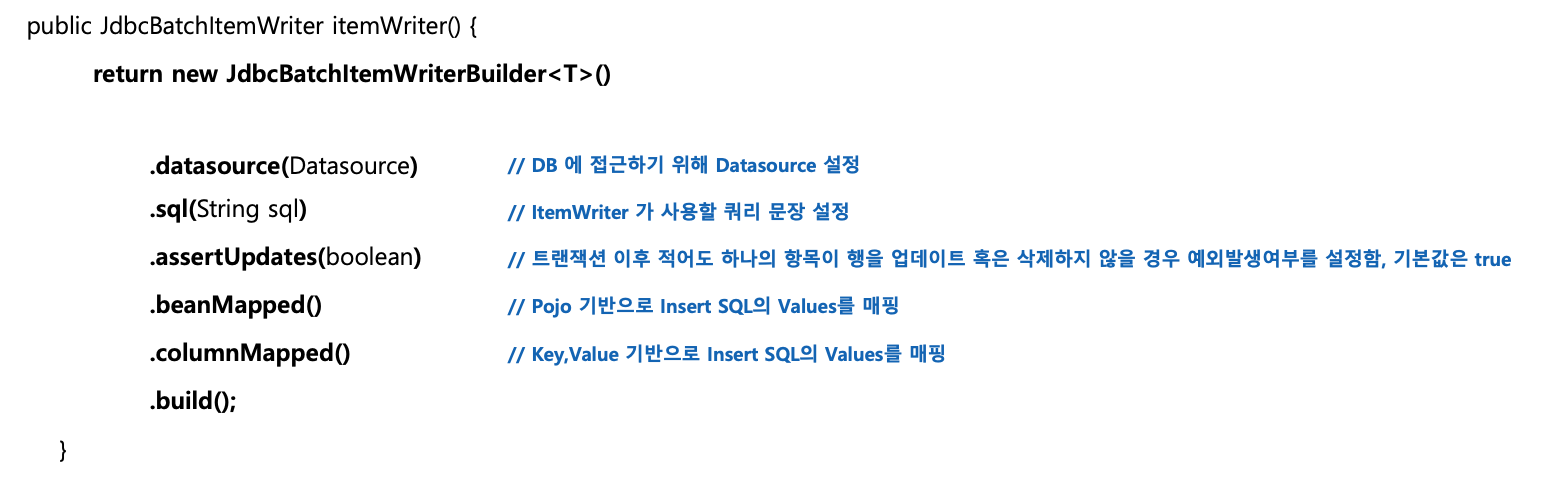 public JdbcBatchItemWriter itemWriter() {
return new JdbcBatchItemWriterBuilder<T>()
.datasource(Datasource) // DB 에 접근하기 위해 Datasource 설정
.sql(String sql) // ItemWriter 가 사용할 쿼리 문장 설정
.assertUpdates(boolean) // 트랜잭션 이후 적어도 하나의 항목이 행을 업데이트 혹은 삭제하지 않을 경우 예외발생여부를 설정함, 기본값은 true
.beanMapped() // Pojo 기반으로 Insert SQL의 Values를 매핑
.columnMapped() // Key,Value 기반으로 Insert SQL의 Values를 매핑
.build();
}